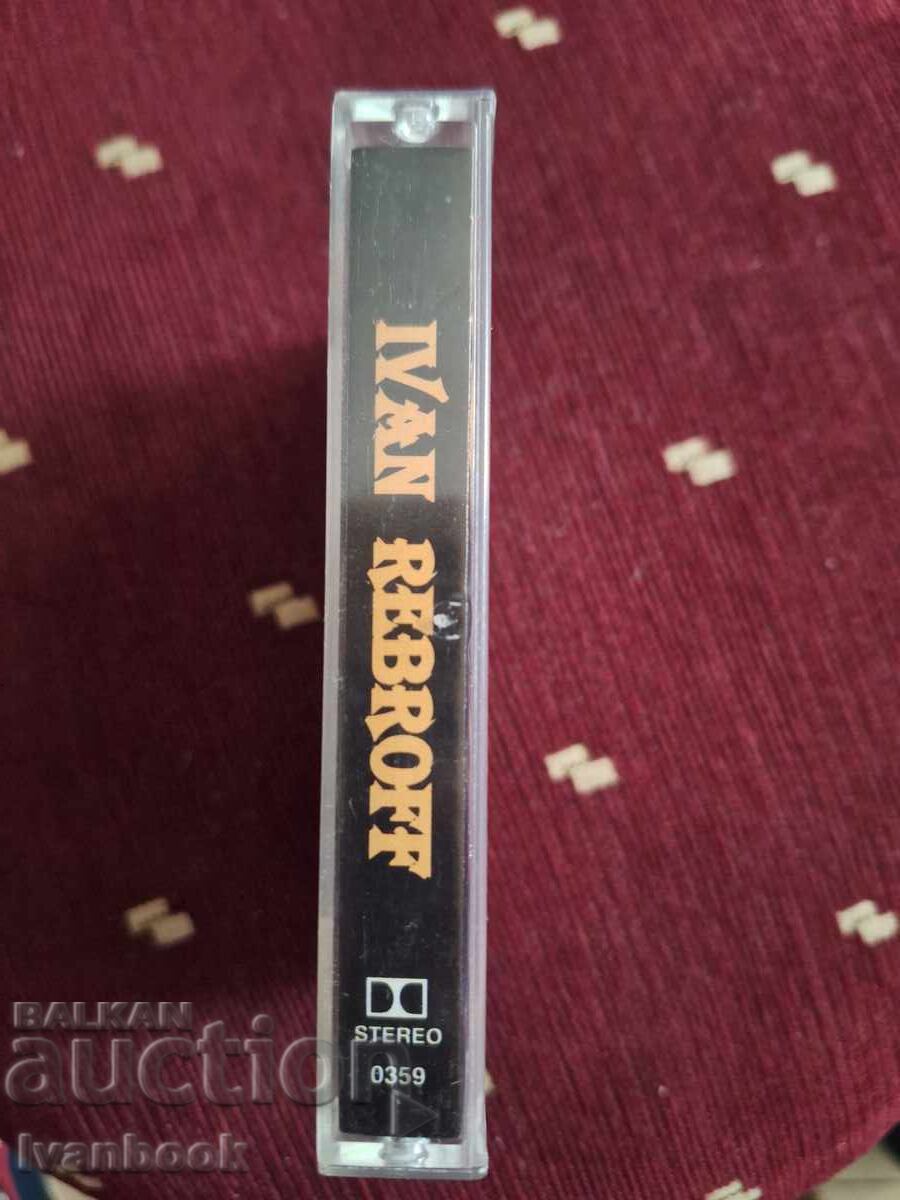 IVAN REBROFF
STEREO
0359
BALKAN
auction
Ivanbook